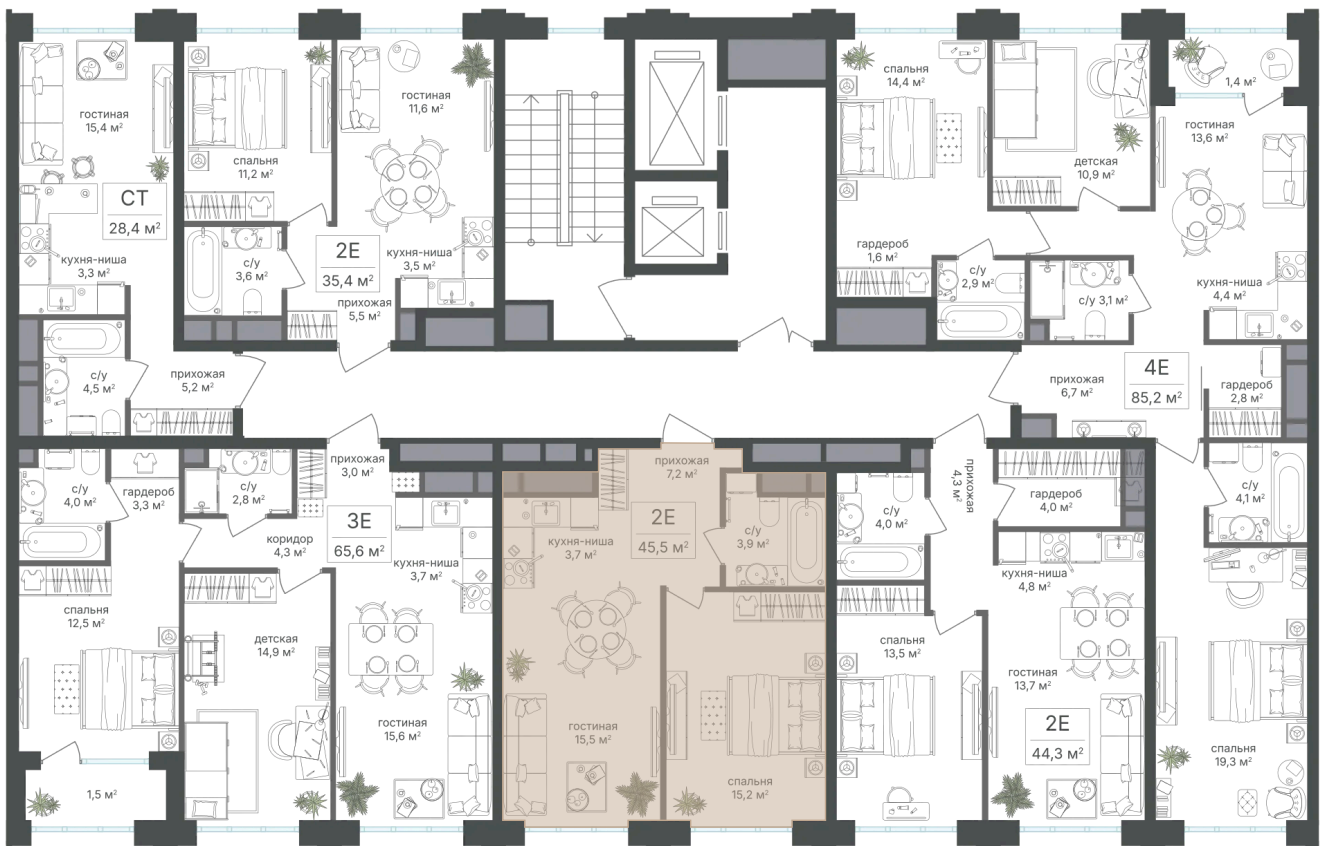 гостиная
15,4 м²
СТ
28,4 м²
кухня-ниша
3,3 м²
с/у
4,5 м²
прихожая
5,2 м²
спальня
11,2 м²
с/у
3,6 м²
2Е
35,4 м²
гостиная
11,6 м²
кухня-ниша
3,5 м²
прихожая
5,5 м²
спальня
14,4 м²
гардероб
1,6 м²
с/у
2,9 м²
детская
10,9 м²
с/у 3,1 м²
1,4 м²
гостиная
13,6 м²
кухня-ниша
4,4 м²
прихожая
6,7 м²
4Е
85,2 м²
гардероб
2,8 м²
с/у
4,1 м²
спальня
19,3 м²
с/у
4,0 м²
гардероб
3,3 м²
с/у
2,8 м²
прихожая
3,0 м²
коридор
4,3 м²
3Е
65,6 м²
кухня-ниша
3,7 м²
спальня
12,5 м²
детская
14,9 м²
гостиная
15,6 м²
1,5 м²
прихожая
7,2 м²
2Е
45,5 м²
кухня-ниша
3,7 м²
с/у
3,9 м²
гостиная
15,5 м²
спальня
15,2 м²
прихожая
4,3 м²
с/у
4,0 м²
гардероб
4,0 м²
кухня-ниша
4,8 м²
спальня
13,5 м²
гостиная
13,7 м²
2Е
44,3 м²